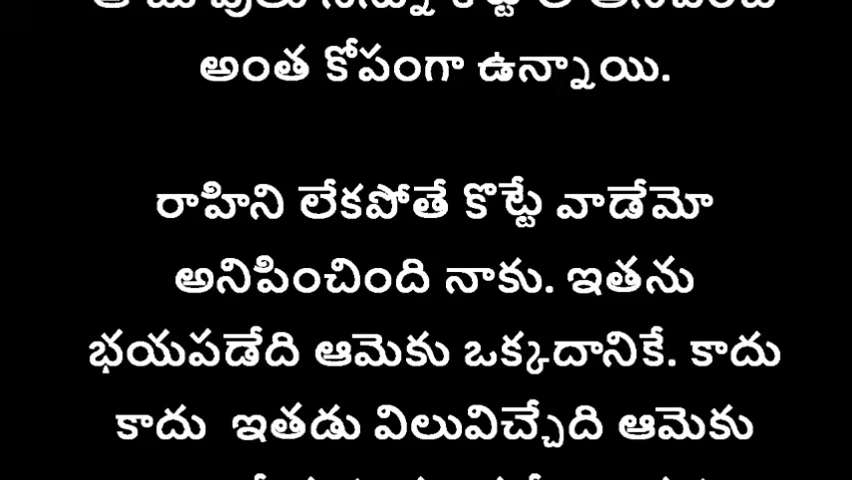 అంత కోపంగా ఉన్నాయి.
రాహిని లేకపోతే కొట్టే వాడేమో
అనిపించింది నాకు. ఇతను
భయపడేది ఆమెకు ఒక్కదానికే. కాదు
కాదు ఇతడు విలువిచ్చేది ఆమెకు